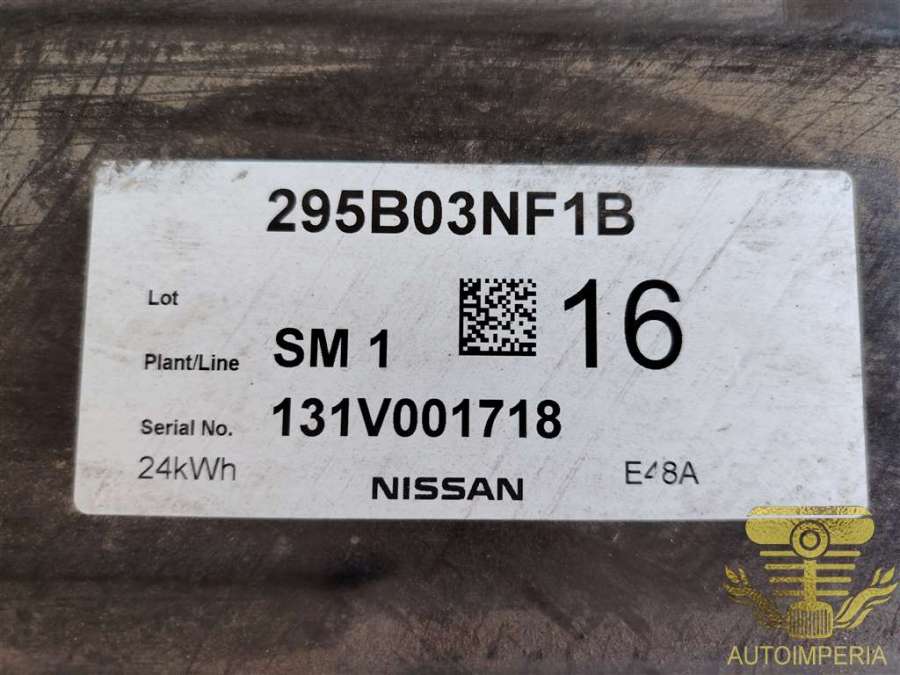 295B03NF1B
Lot
16
Plant/Line SM 1
Serial No. 131V001718
24kWh NISSAN E48A
AUTOIMPERIA